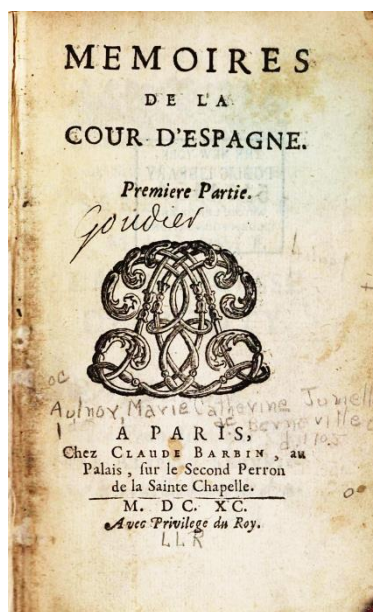 MEMOIRES
DE LA
COUR D'ESPAGNE.
Premiere Partie.
Goudier
Aulnoy, Marie Catherine Jumelle
de Berneville
A PARIS,
Chez CLAUDE BARBIN, au
Palais, sur le Second Perron
de la Sainte Chapelle.
M. DC. XC.
Avec Privilege du Roy.
LLR